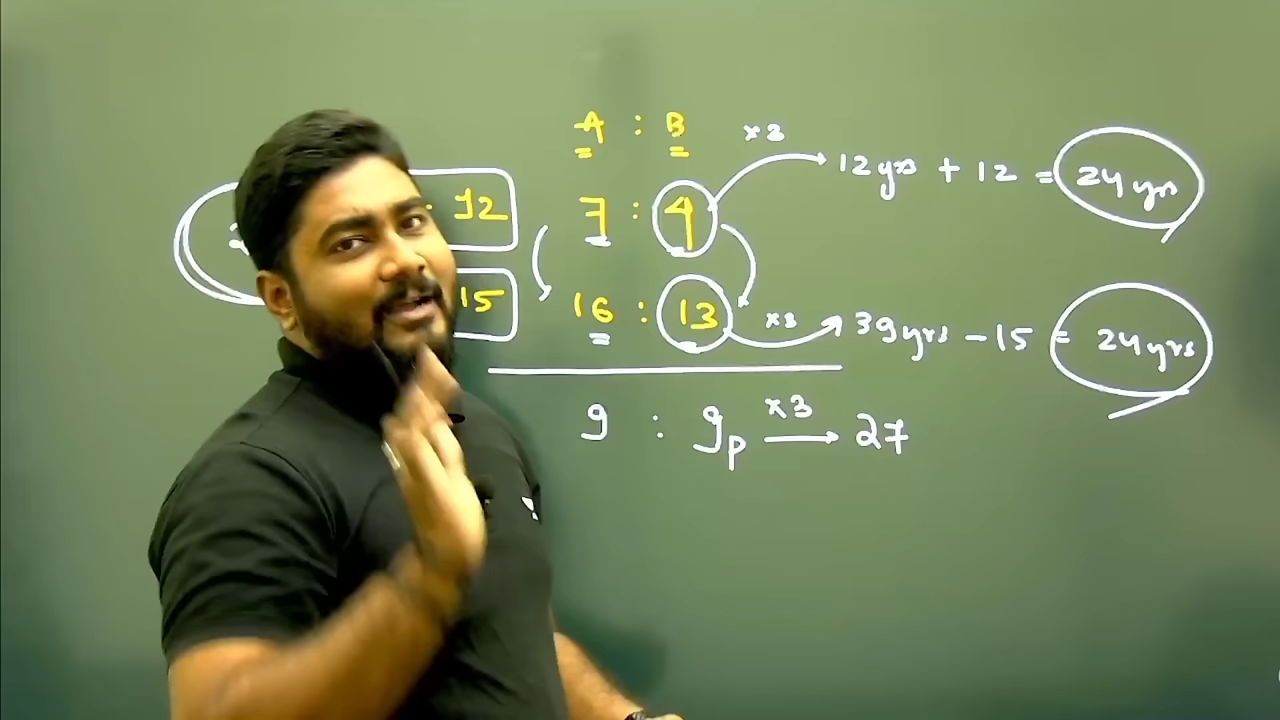 A : B
×3
12 yrs + 12 = 24 yrs
12
7 : 4
15
16 : 13
×3
39 yrs - 15 = 24 yrs
9 : 9p ×3 27